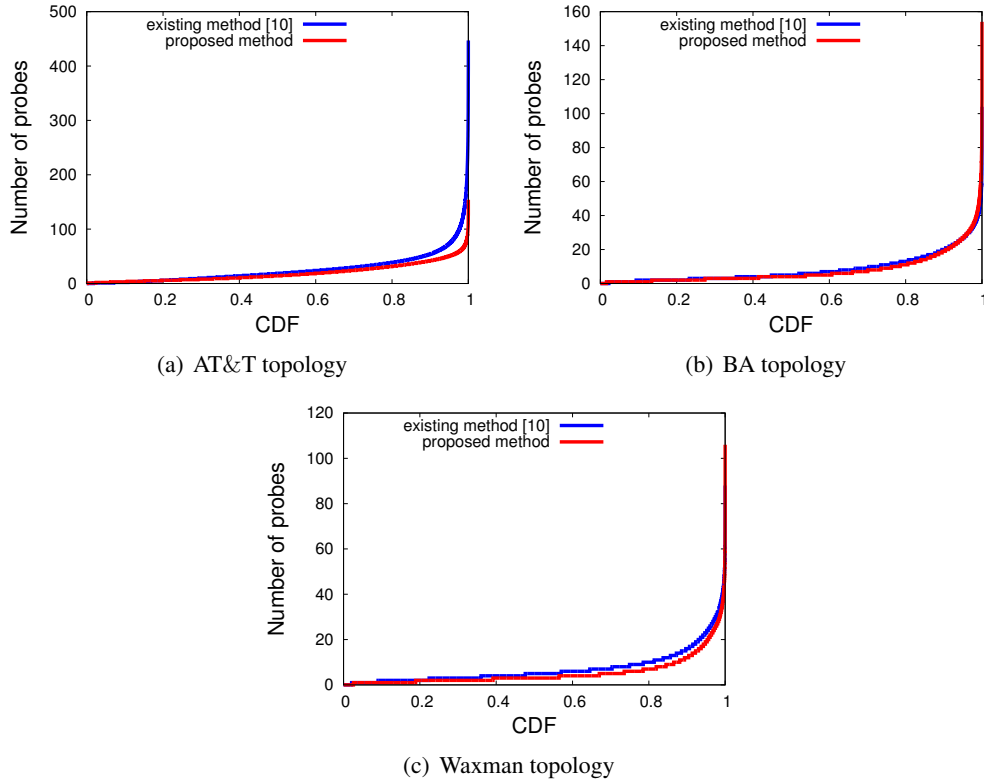 500
400
300
200
100
0
Number of probes
existing method [10]
proposed method
0 0.2 0.4 0.6 0.8 1
CDF
(a) AT&T topology
160
140
120
100
80
60
40
20
0
Number of probes
existing method [10]
proposed method
0 0.2 0.4 0.6 0.8 1
CDF
(b) BA topology
120
100
80
60
40
20
0
Number of probes
existing method [10]
proposed method
0 0.2 0.4 0.6 0.8 1
CDF
(c) Waxman topology